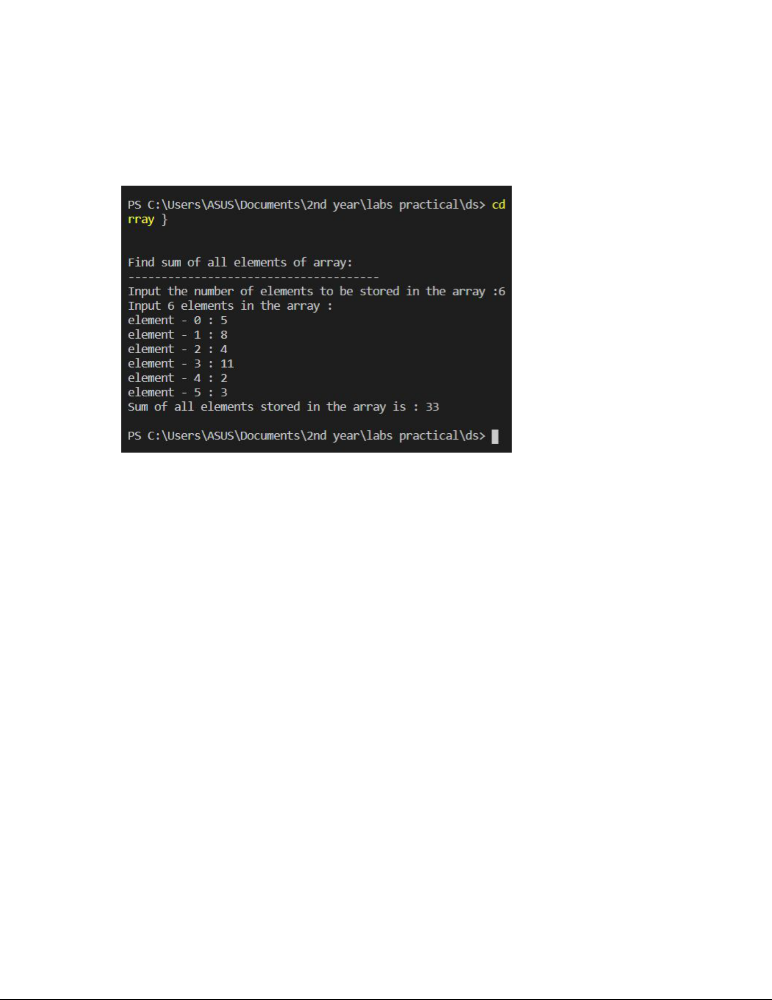 PS C:\Users\ASUS\Documents\2nd year\labs practical\ds> cd
rray }
Find sum of all elements of array:
--------------------------------------
Input the number of elements to be stored in the array :6
Input 6 elements in the array :
element - 0 : 5
element - 1 : 8
element - 2 : 4
element - 3 : 11
element - 4 : 2
element - 5 : 3
Sum of all elements stored in the array is : 33
PS C:\Users\ASUS\Documents\2nd year\labs practical\ds>